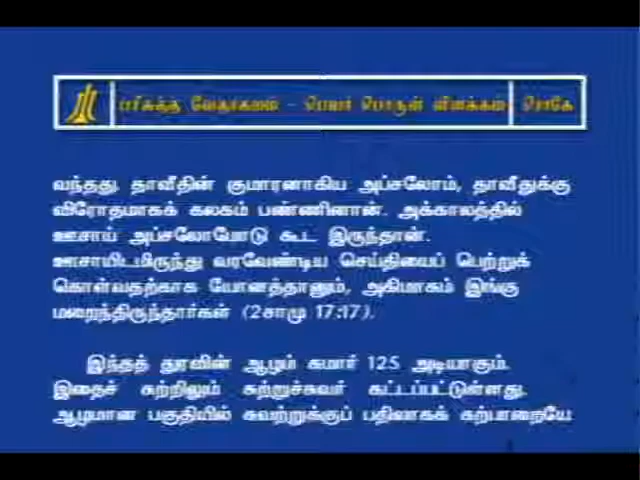 பரிசுத்த வேதாகமம் - பெயர் பொருள் விளக்கம் ரொகே
வந்தது. தாவீதின் குமாரனாகிய அப்சலோம், தாவீதுக்கு
விரோதமாகக் கலகம் பண்ணினான். அக்காலத்தில்
ஊசாய் அப்சலோமோடு கூட இருந்தான்.
ஊசாயிடமிருந்து வரவேண்டிய செய்தியைப் பெற்றுக்
கொள்வதற்காக யோனத்தானும், அகிமாசும் இங்கு
மறைந்திருந்தார்கள் (2சாமு 17:17).
இந்தத் துரவின் ஆழம் சுமார் 125 அடியாகும்.
இதைச் சுற்றிலும் சுற்றுச்சுவர் கட்டப்பட்டுள்ளது.
ஆழமான பகுதியில் சுவற்றுக்குப் பதிலாகக் கற்பாறையே